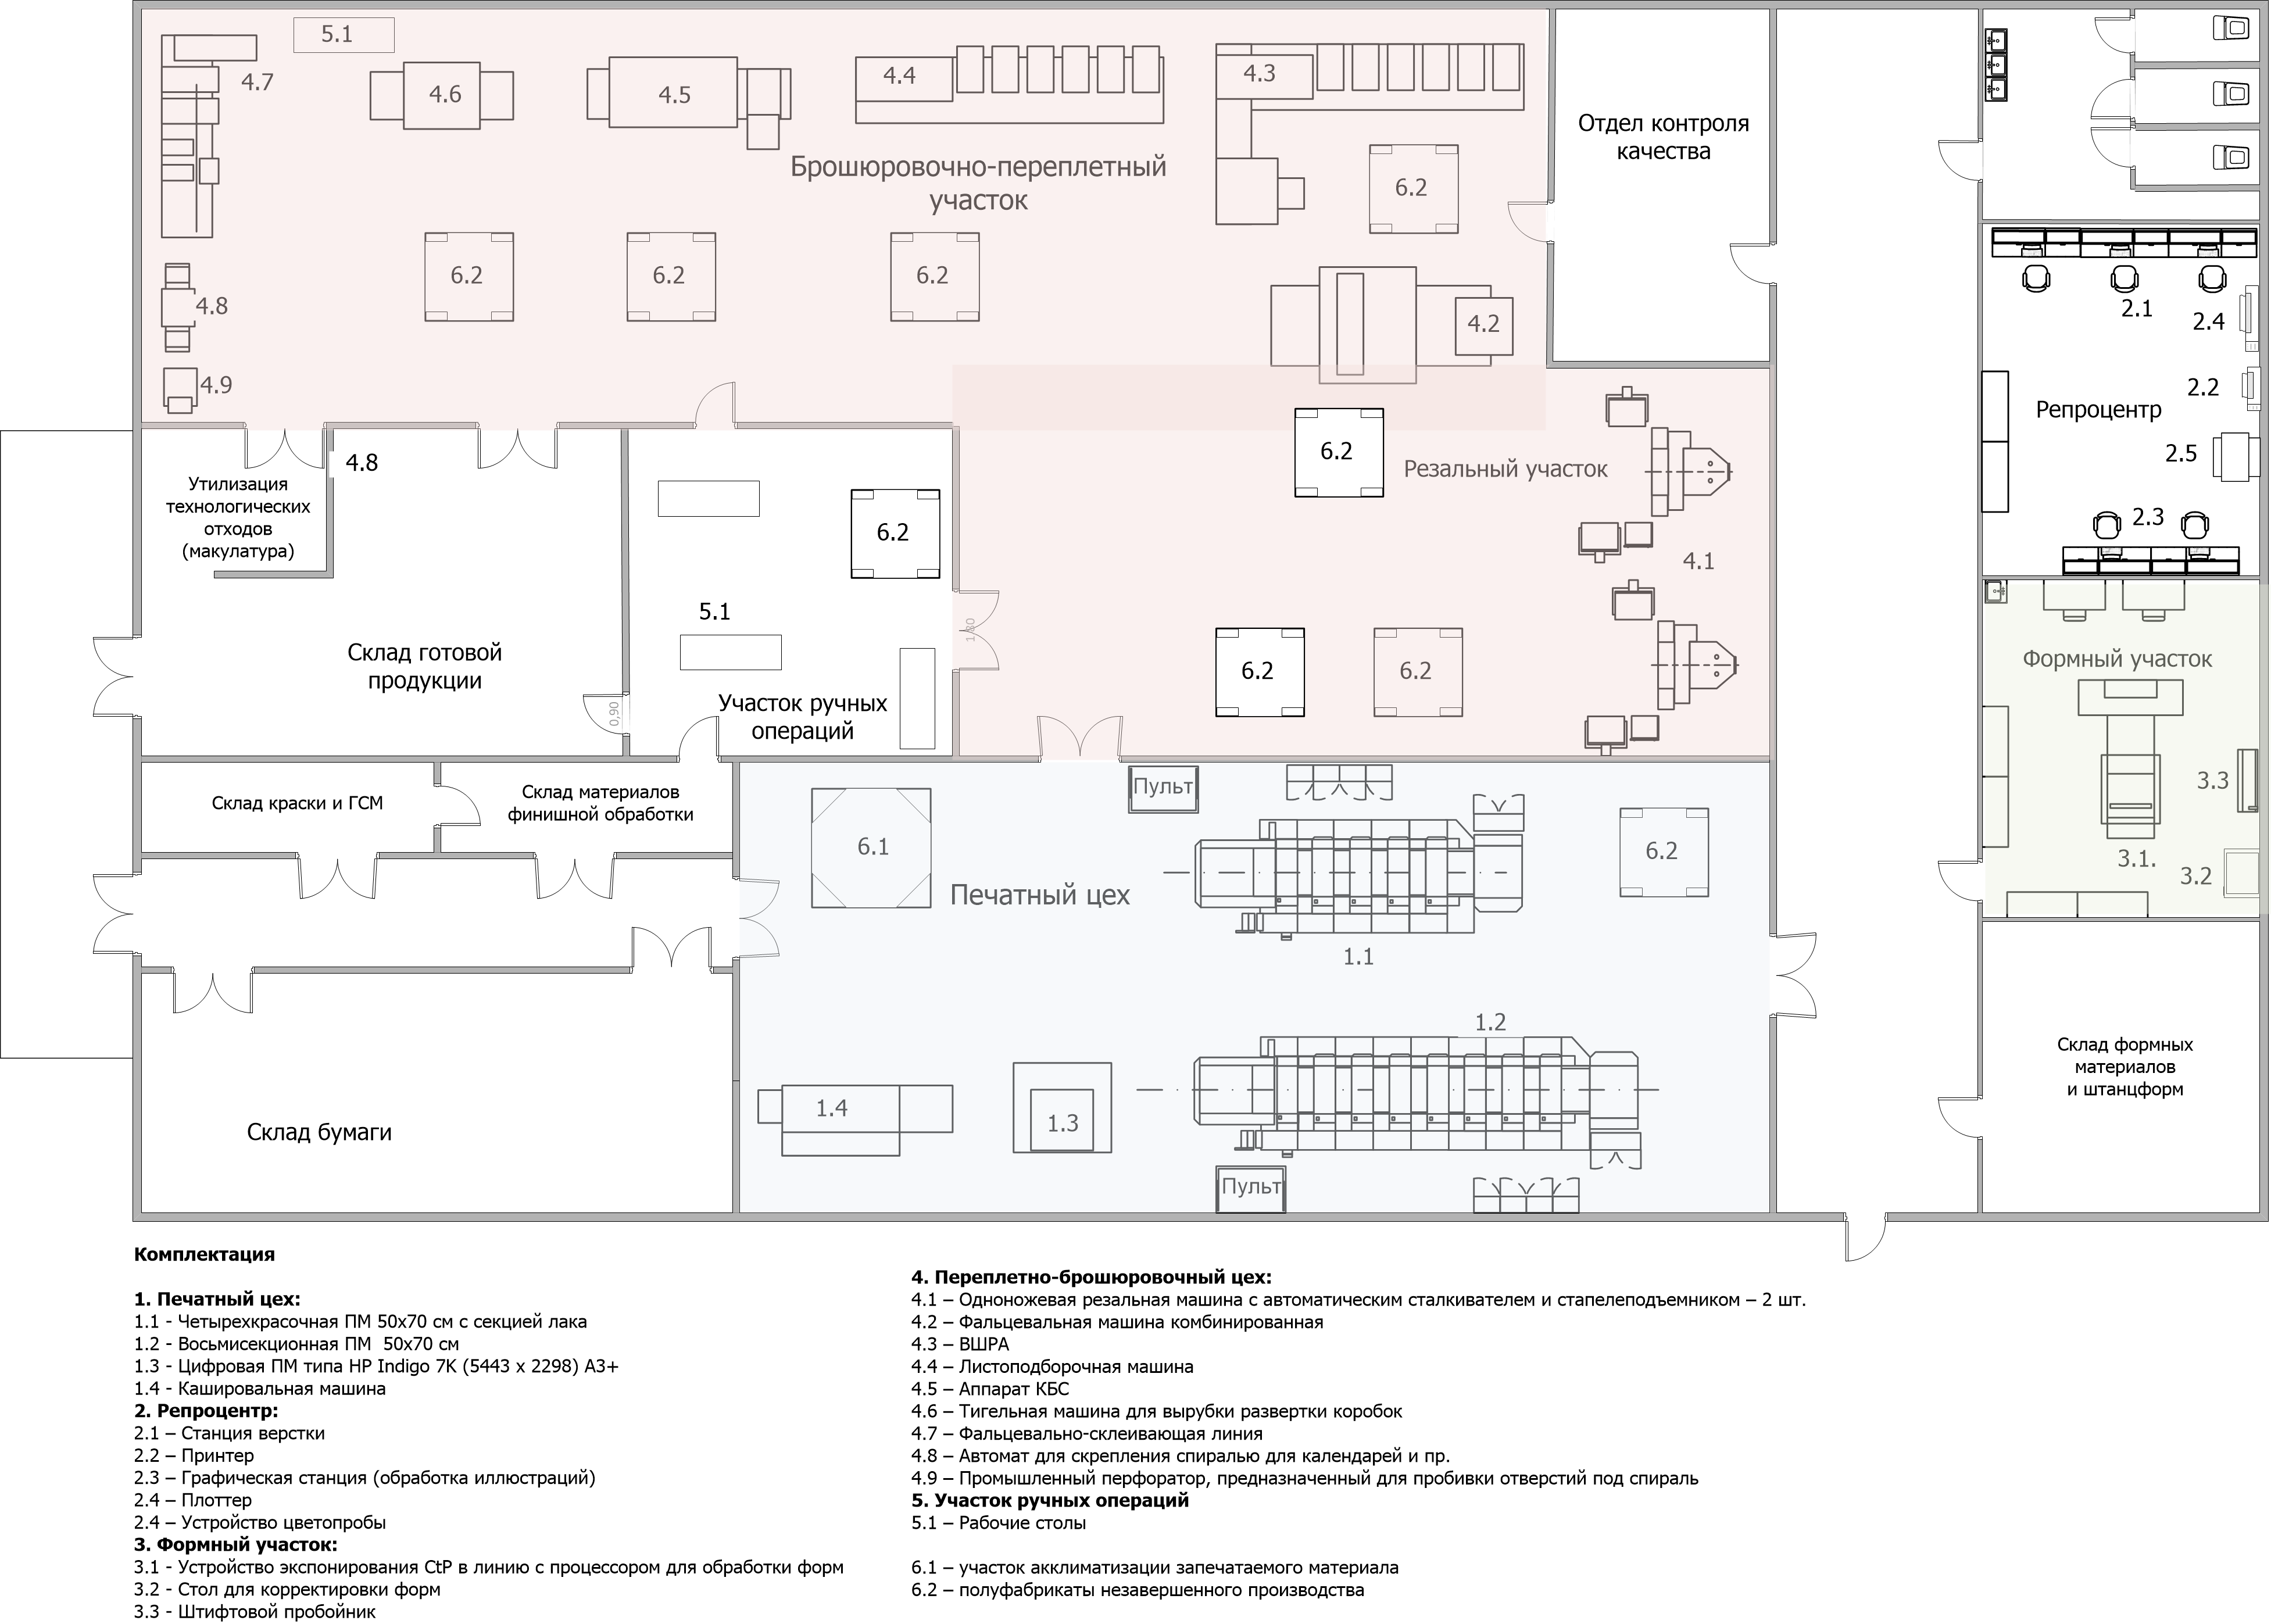 5.1
4.7
4.6
4.5
4.4
4.3
Брошюровочно-переплетный
участок
6.2
6.2
6.2
6.2
4.8
4.9
4.2
Отдел контроля
качества
2.1
2.4
2.2
Репроцентр
2.5
2.3
4.8
Утилизация
технологических
отходов
(макулатура)
Склад готовой
продукции
0,90
6.2
5.1
Участок ручных
операций
1,80
6.2
Резальный участок
4.1
6.2
6.2
Формный участок
3.3
3.1.
3.2
Склад краски и ГСМ
Склад материалов
финишной обработки
Пульт
6.1
6.2
Печатный цех
1.1
1.2
1.4
1.3
Пульт
Склад бумаги
Склад формных
материалов
и штанцформ
Комплектация
1. Печатный цех:
1.1 - Четырехкрасочная ПМ 50х70 см с секцией лака
1.2 - Восьмисекционная ПМ  50х70 см
1.3 - Цифровая ПМ типа HP Indigo 7K (5443 x 2298) А3+
1.4 - Кашировальная машина
2. Репроцентр:
2.1 – Станция верстки
2.2 – Принтер
2.3 – Графическая станция (обработка иллюстраций)
2.4 – Плоттер
2.4 – Устройство цветопробы
3. Формный участок:
3.1 - Устройство экспонирования CtP в линию с процессором для обработки форм
3.2 - Стол для корректировки форм
3.3 - Штифтовой пробойник
4. Переплетно-брошюровочный цех:
4.1 – Одноножевая резальная машина с автоматическим сталкивателем и стапелеподъемником – 2 шт.
4.2 – Фальцевальная машина комбинированная
4.3 – ВШРА
4.4 – Листоподборочная машина
4.5 – Аппарат КБС
4.6 – Тигельная машина для вырубки развертки коробок
4.7 – Фальцевально-склеивающая линия
4.8 – Автомат для скрепления спиралью для календарей и пр.
4.9 – Промышленный перфоратор, предназначенный для пробивки отверстий под спираль
5. Участок ручных операций
5.1 – Рабочие столы
6.1 – участок акклиматизации запечатаемого материала
6.2 – полуфабрикаты незавершенного производства